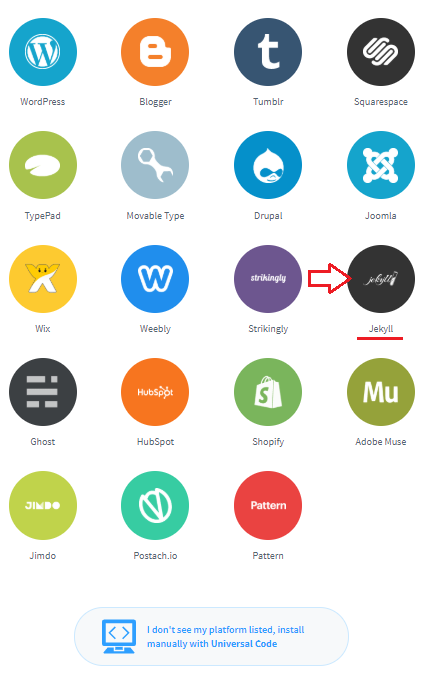 WordPress
Blogger
Tumblr
Squarespace
TypePad
Movable Type
Drupal
Joomla
strikingly
jekyll
Wix
Weebly
Strikingly
Jekyll
HubSpot
Mu
Ghost
HubSpot
Shopify
Adobe Muse
JIMDO
Pattern
Jimdo
Postach.io
Pattern
I don't see my platform listed, install
manually with Universal Code